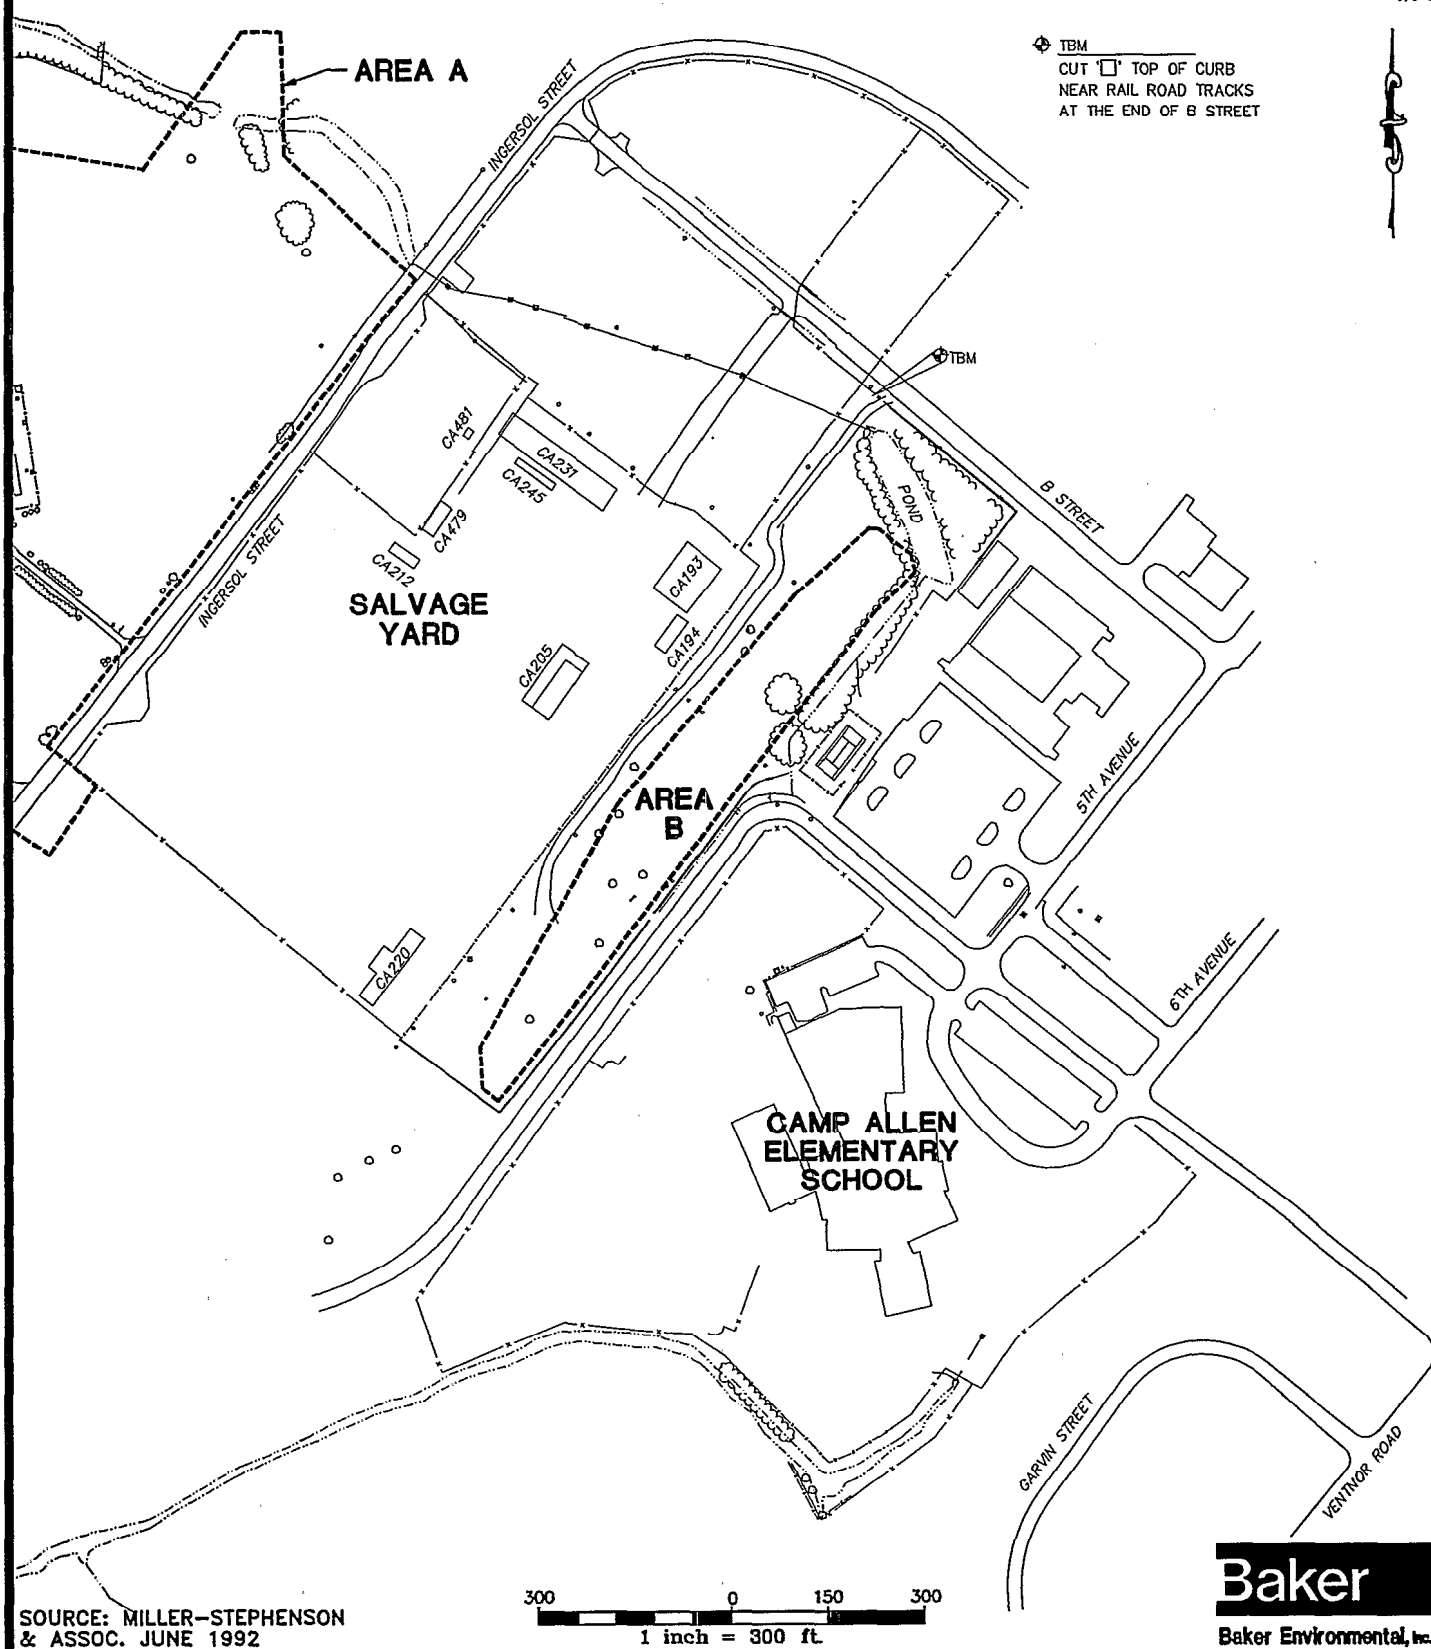 AREA A
INGERSOL STREET
TBM
CUT '□' TOP OF CURB
NEAR RAIL ROAD TRACKS
AT THE END OF B STREET
TBM
CA481
CA231
CA245
CA479
CA212
INGERSOL STREET
SALVAGE
YARD
CA193
CA194
CA205
POND
B STREET
AREA
B
5TH AVENUE
CA220
6TH AVENUE
CAMP ALLEN
ELEMENTARY
SCHOOL
GARVIN STREET
VENTNOR ROAD
SOURCE: MILLER-STEPHENSON
& ASSOC. JUNE 1992
300 0 150 300
1 inch = 300 ft.
Baker
Baker Environmental, Inc.